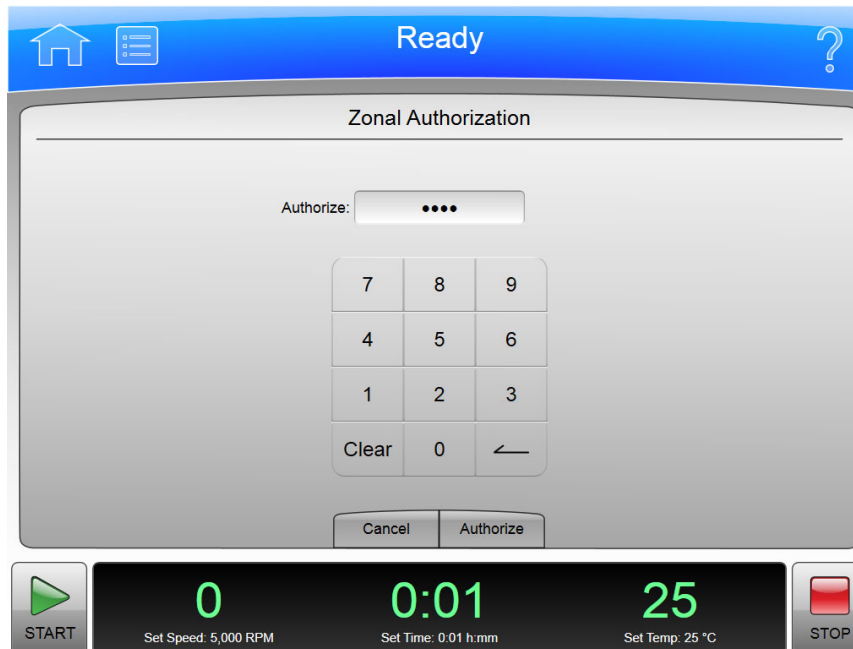 Ready
?
Zonal Authorization
Authorize: ••••
7 8 9
4 5 6
1 2 3
Clear 0
Cancel Authorize
START
0 0:01 25
Set Speed: 5,000 RPM Set Time: 0:01 h:mm Set Temp: 25 °C
STOP